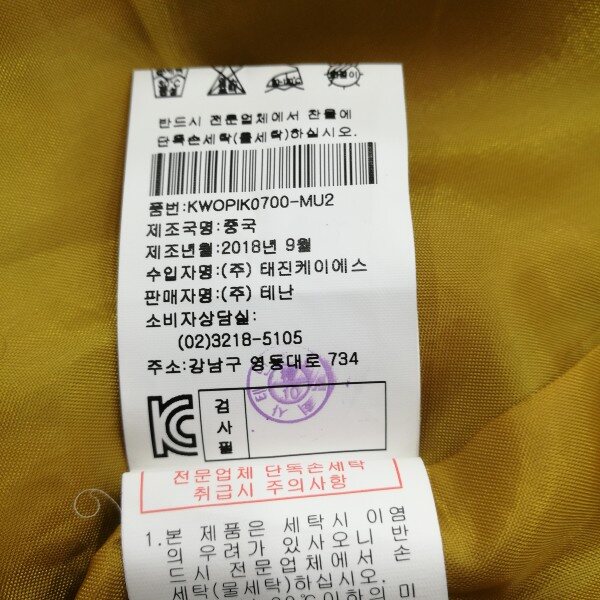 반드시 전문업체에서 찬물에
단독손세탁(물세탁)하십시오.
품번:KWOPIK0700-MU2
제조국명:중국
제조년월:2018년 9월
수입자명:(주) 태진케이에스
판매자명:(주) 테난
소비자상담실:
(02)3218-5105
주소:강남구 영동대로 734
검사필
전문업체 단독손세탁
취급시 주의사항
1.본 제품은 세탁시 이염
의 우려가 있사오니 반
드시 전문업체에서 손
세탁(물세탁)하십시오.
이하의 미